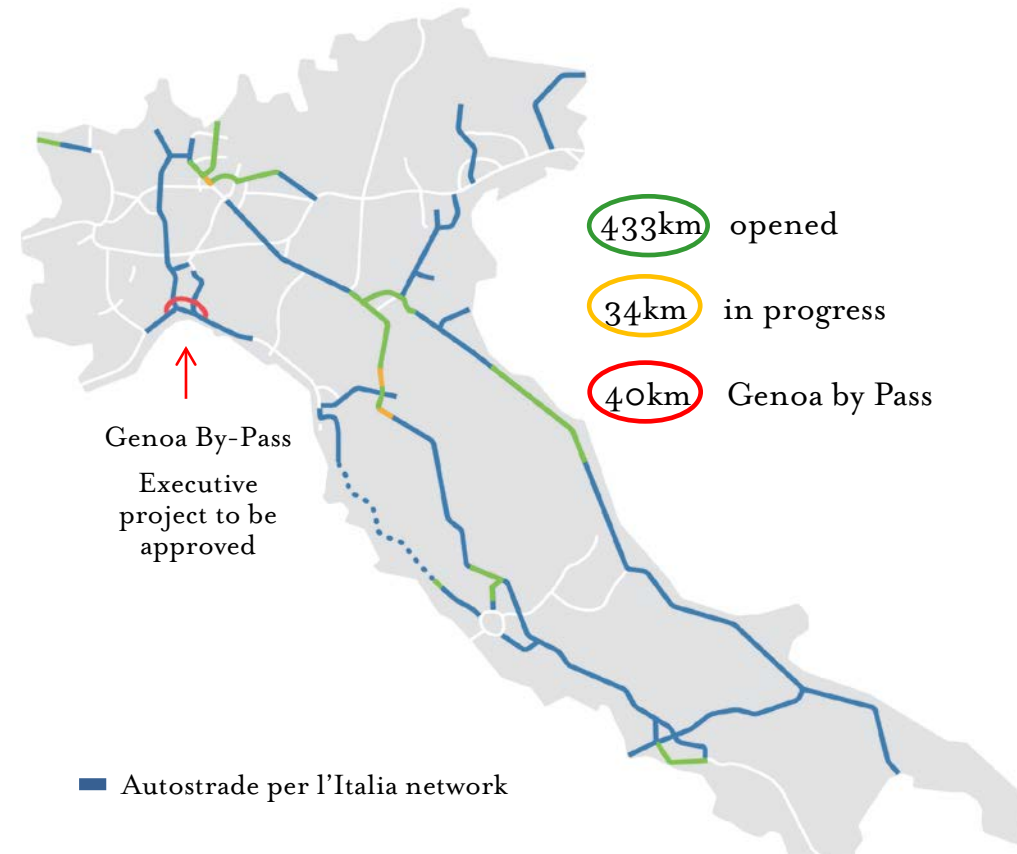 433km opened
34km in progress
40km Genoa by Pass
Genoa By-Pass
Executive
project to be
approved
Autostrade per l'Italia network